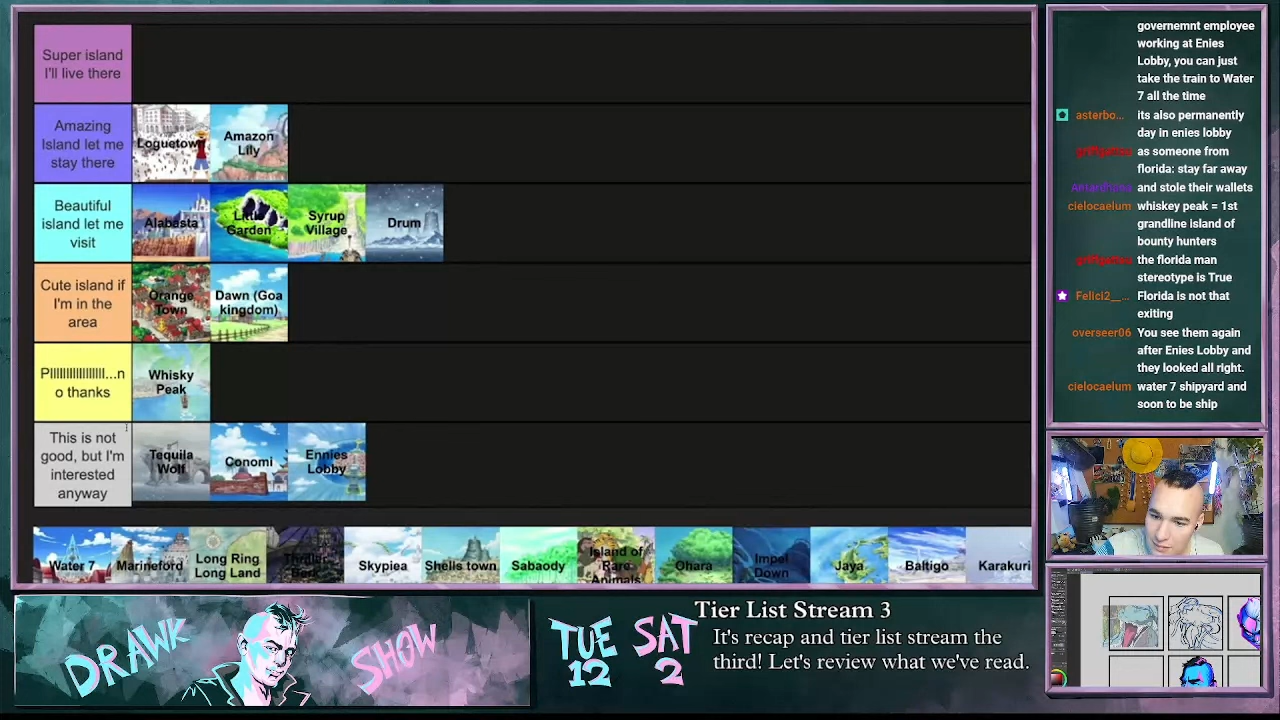 Super island
I'll live there
Amazing
Island let me
stay there
Loguetown
Amazon
Lily
Beautiful
island let me
visit
Alabasta
Little
Garden
Syrup
Village
Drum
Cute island if
I'm in the
area
Orange
Town
Dawn (Goa
kingdom)
Whisky
Peak
o thanks
This is not
good, but I'm
interested
anyway
Tequila
Wolf
Conomi
Ennies
Lobby
Water 7
Marineford
Long Ring
Long Land
Thriller
Skypiea
Shells town
Sabaody
Island of
Rare
Animals
Ohara
Impel
Down
Jaya
Baltigo
Karakuri
governemnt employee
working at Enies
Lobby, you can just
take the train to Water
7 all the time
asterbo... its also permanently
day in enies lobby
as someone from
florida: stay far away
and stole their wallets
cielocaelum whiskey peak = 1st
grandline island of
bounty hunters
the florida man
stereotype is True
Felici2__... Florida is not that
exiting
overseer06 You see them again
after Enies Lobby and
they looked all right.
cielocaelum water 7 shipyard and
soon to be ship
DRAWK SHOW
TUE SAT
12 2
Tier List Stream 3
It's recap and tier list stream the
third! Let's review what we've read.